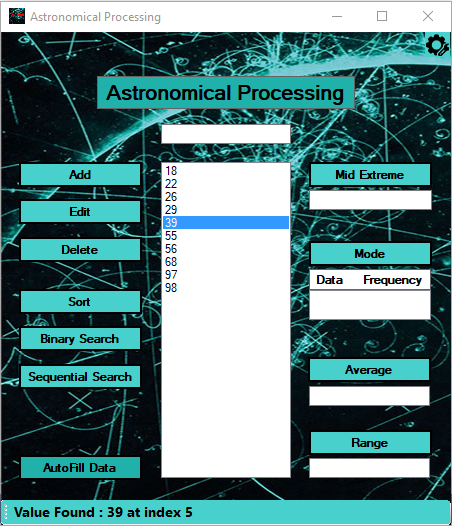 Astronomical Processing
Astronomical Processing
Add
Edit
Delete
Sort
Binary Search
Sequential Search
AutoFill Data
18
22
26
29
39
55
56
68
97
98
Mid Extreme
Mode
Data Frequency
Average
Range
Value Found : 39 at index 5